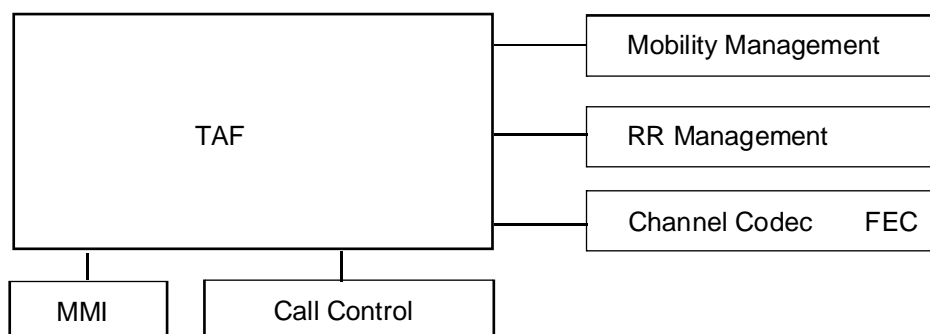 Mobility Management
TAF
RR Management
Channel Codec FEC
MMI
Call Control